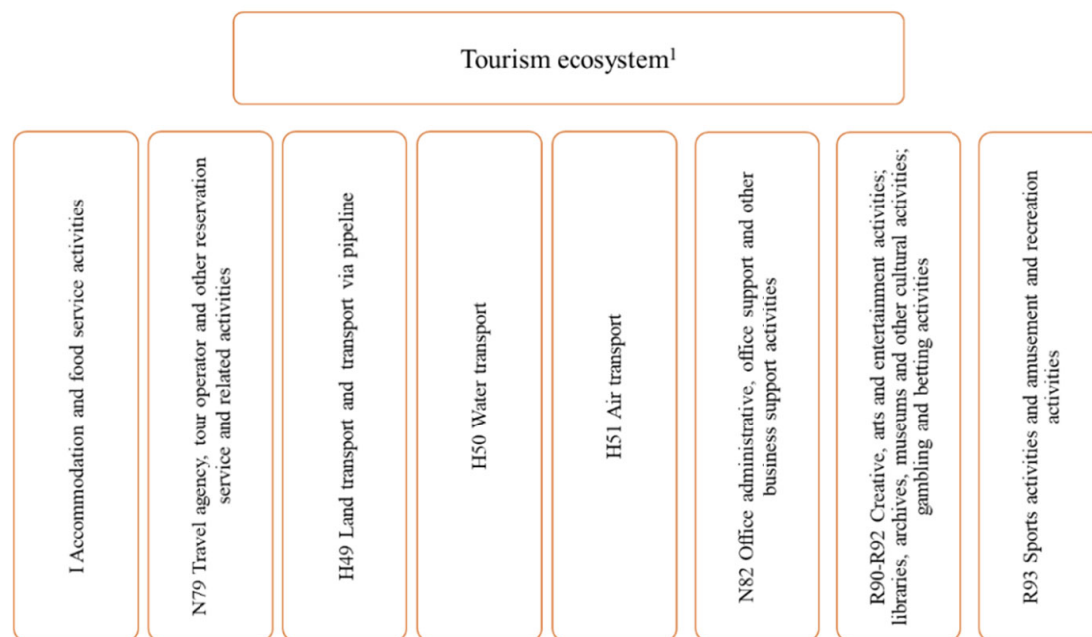 Tourism ecosystem¹
I Accommodation and food service activities
N79 Travel agency, tour operator and other reservation
service and related activities
H49 Land transport and transport via pipeline
H50 Water transport
H51 Air transport
N82 Office administrative, office support and other
business support activities
R90-R92 Creative, arts and entertainment activities;
libraries, archives, museums and other cultural activities;
gambling and betting activities
R93 Sports activities and amusement and recreation
activities